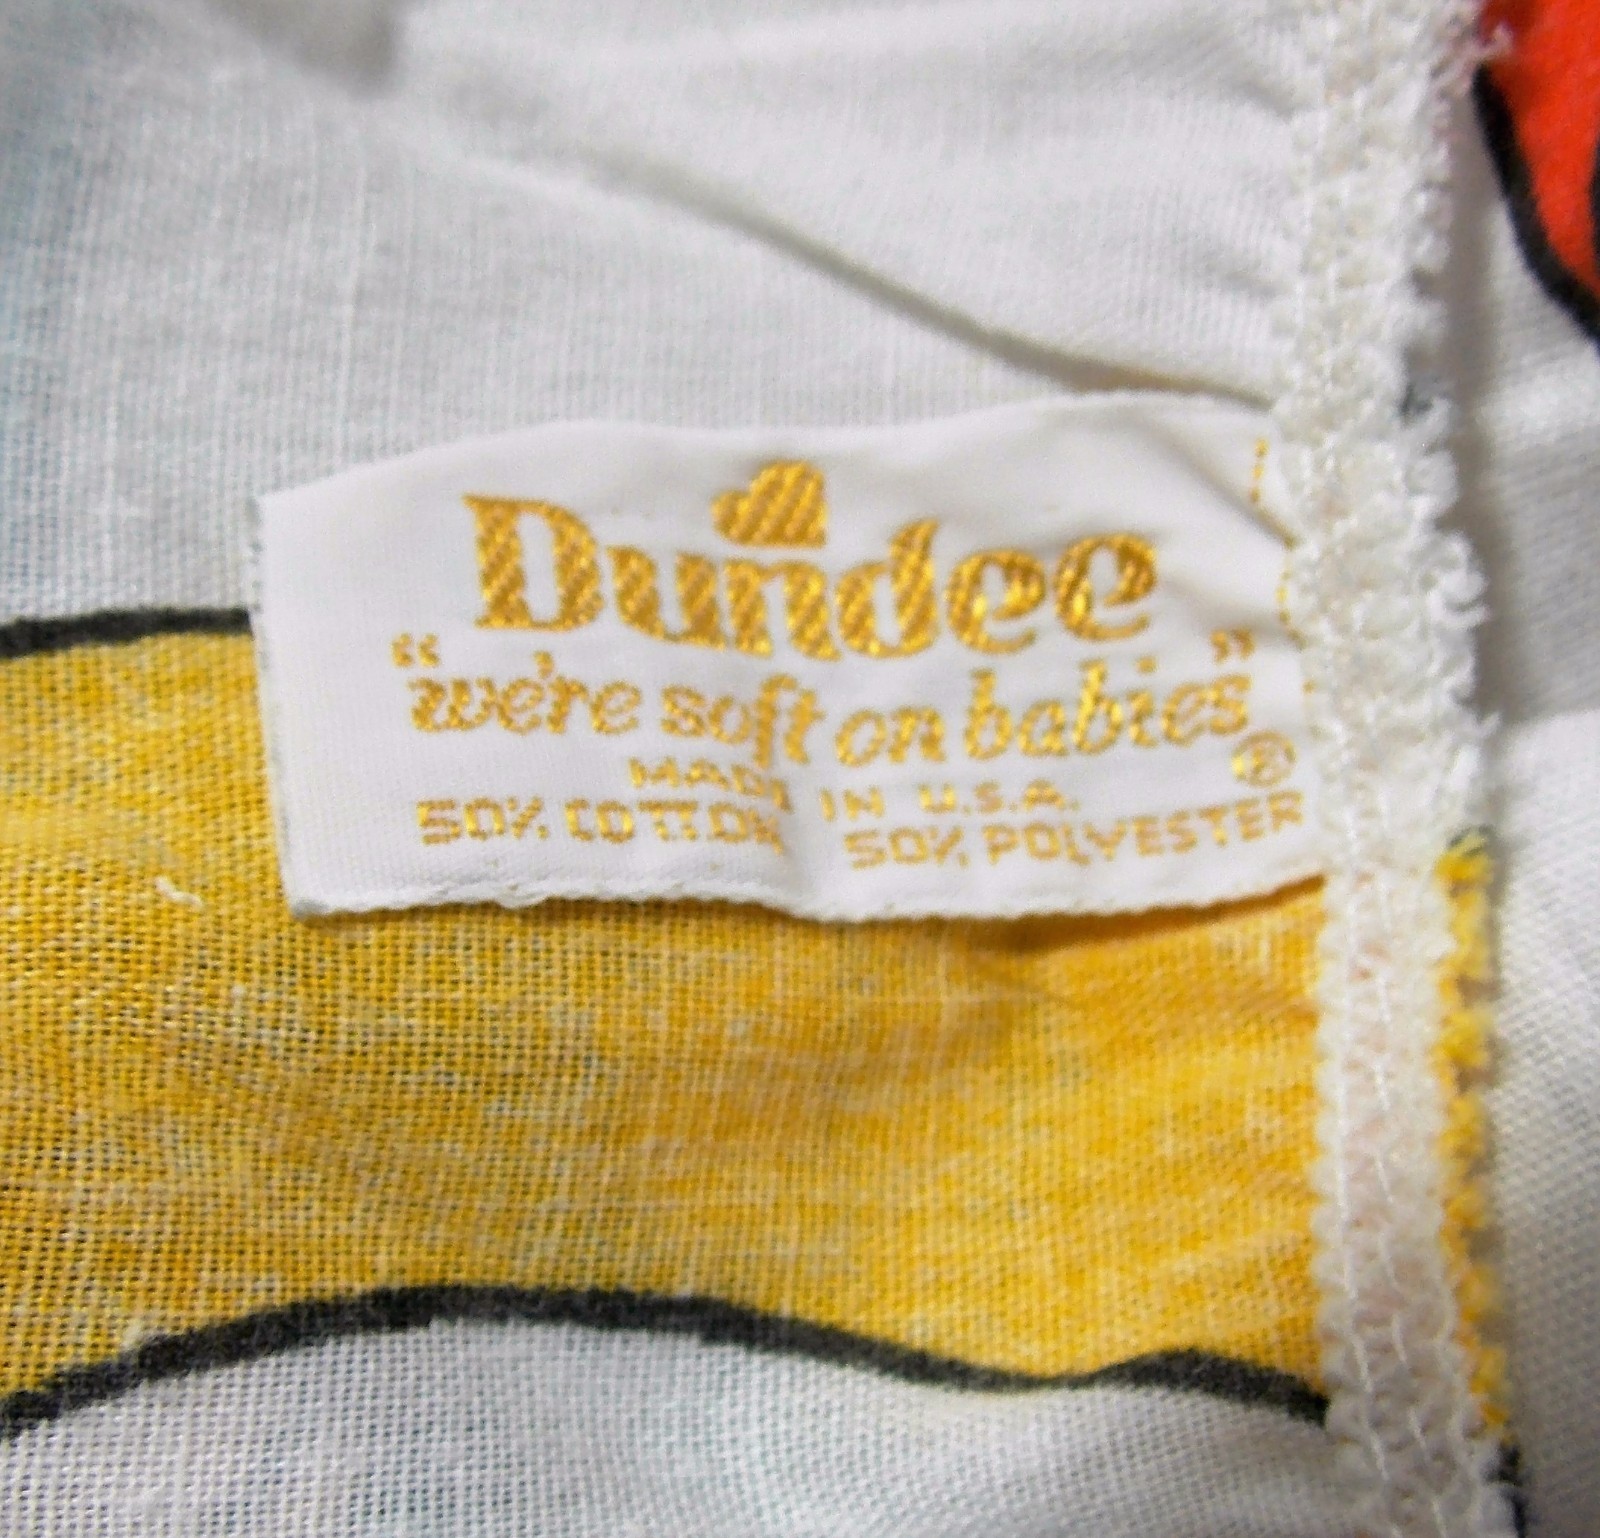 Dundee
"we're soft on babies" ®
MADE IN U.S.A.
50% COTTON 50% POLYESTER